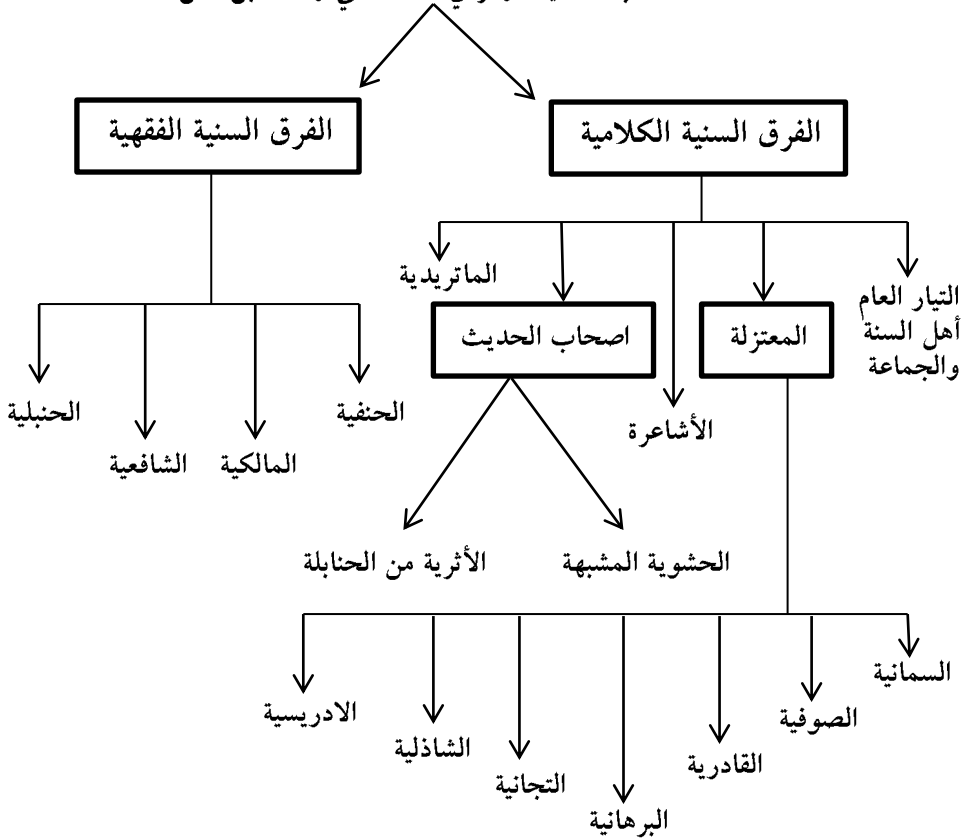 الفرق السنية الكلامية
الفرق السنية الفقهية
التيار العام
أهل السنة
والجماعة
المعتزلة
الأشاعرة
اصحاب الحديث
الماتريدية
الحنفية
المالكية
الشافعية
الحنبلية
الحشوية المشبهة
الأثرية من الحنابلة
السمانية
الصوفية
القادرية
البرهانية
التجانية
الشاذلية
الادريسية